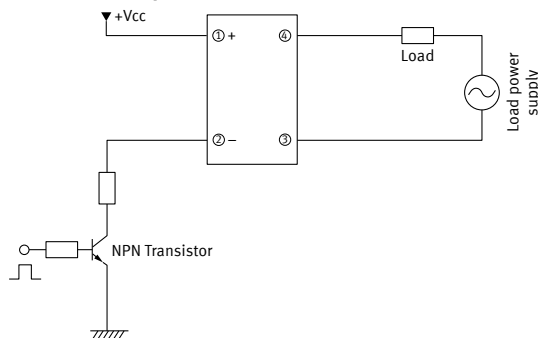 +Vcc
① + ④
Load
Load power
supply
② – ③
NPN Transistor